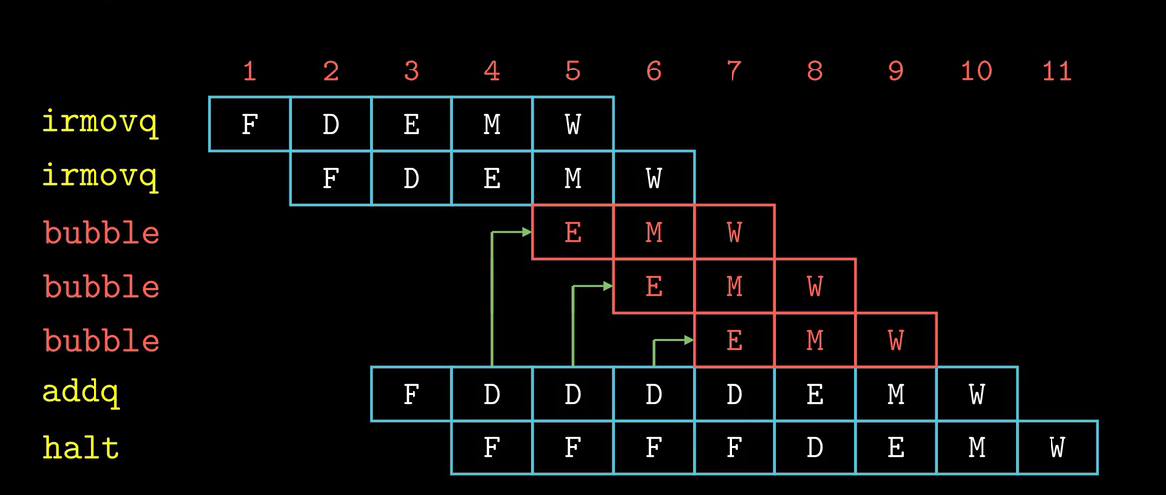 1 2 3 4 5 6 7 8 9 10 11
irmovq F D E M W
irmovq F D E M W
bubble E M W
bubble E M W
bubble E M W
addq F D D D D E M W
halt F F F F D E M W